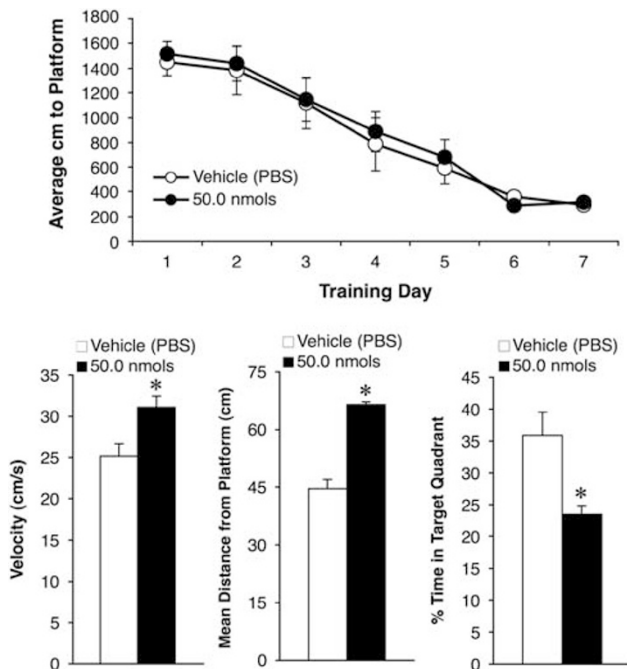 1800
1600
1400
1200
1000
800
600
400
200
0
Average cm to Platform
Vehicle (PBS)
50.0 nmols
1 2 3 4 5 6 7
Training Day
Vehicle (PBS)
50.0 nmols
35
30
25
20
15
10
5
0
Velocity (cm/s)
*
Vehicle (PBS)
50.0 nmols
75
60
45
30
15
0
Mean Distance from Platform (cm)
*
Vehicle (PBS)
50.0 nmols
45
40
35
30
25
20
15
10
5
0
% Time in Target Quadrant
*